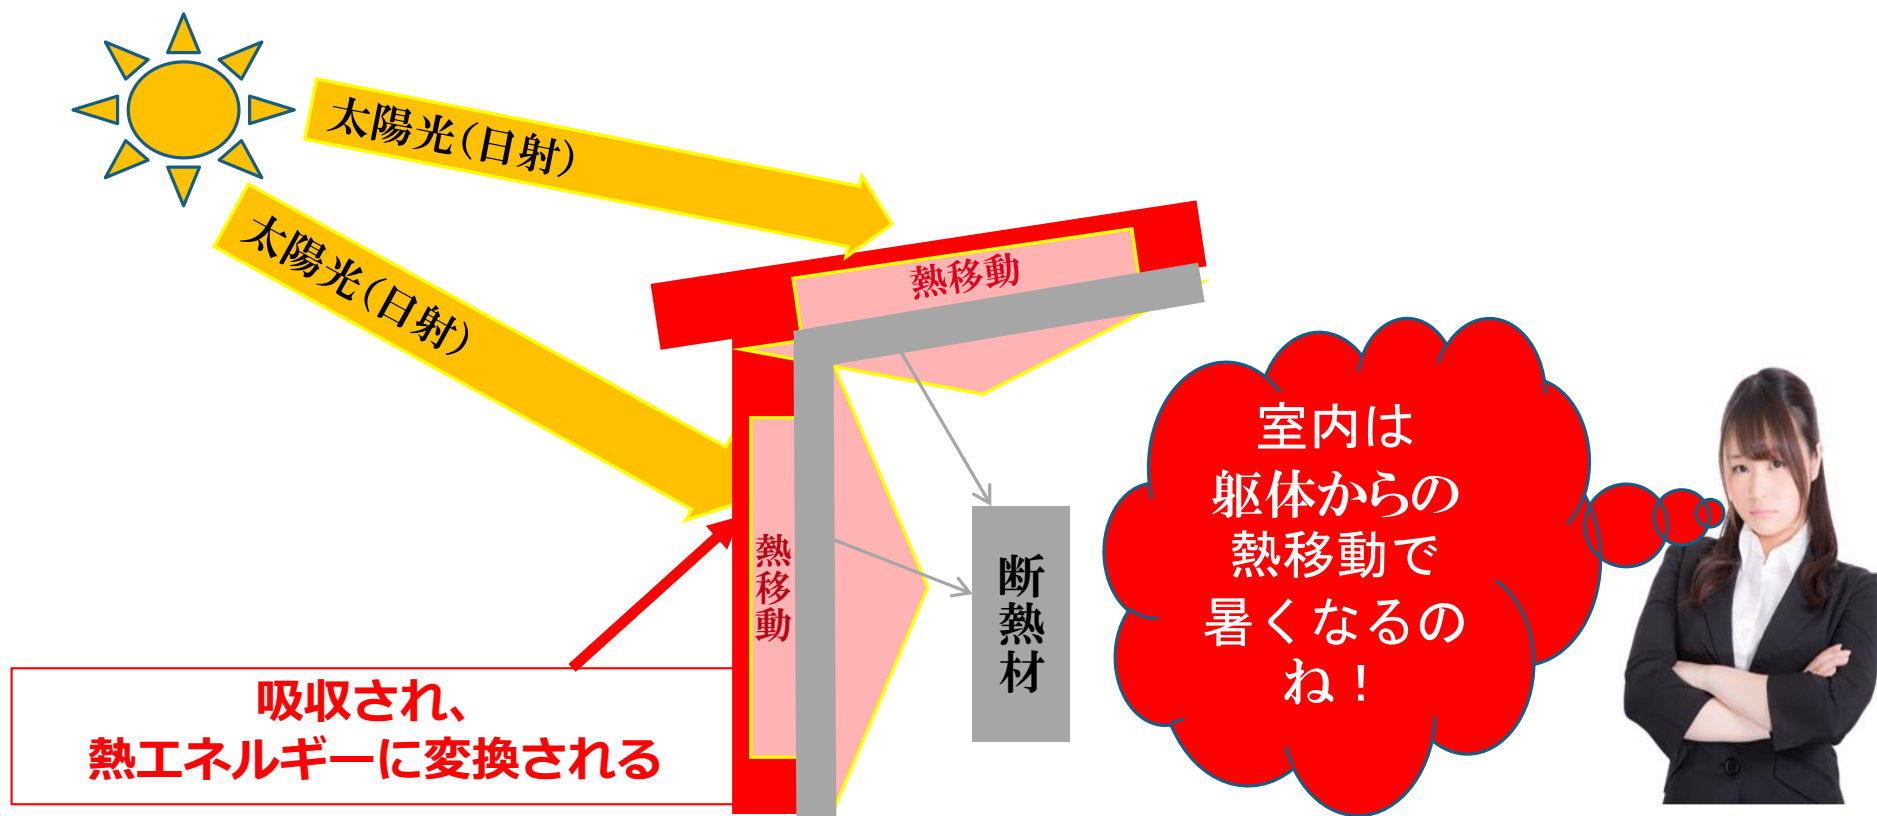 太陽光（日射）
太陽光（日射）
熱移動
熱移動
断熱材
吸収され、
熱エネルギーに変換される
室内は
躯体からの
熱移動で
暑くなるの
ね！